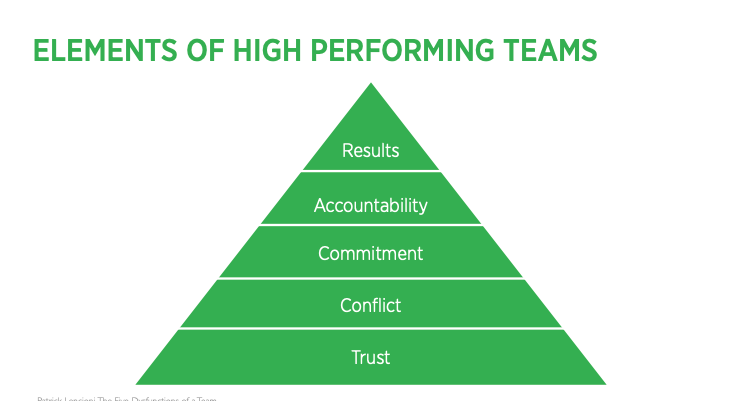 ELEMENTS OF HIGH PERFORMING TEAMS
Results
Accountability
Commitment
Conflict
Trust
Patrick Lencioni The Five Dysfunctions of a Team